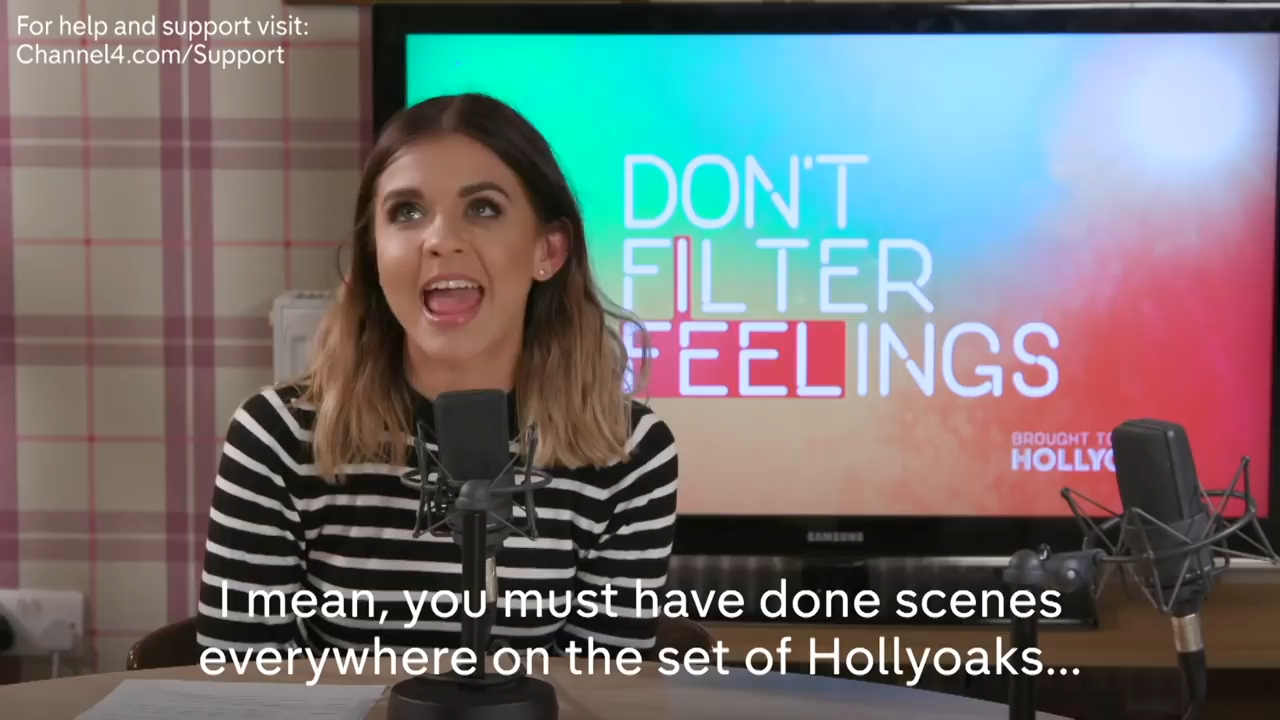 For help and support visit:
Channel4.com/Support
DON'T
FILTER
FEELINGS
BROUGHT TO
HOLLYO
SAMSUNG
I mean, you must have done scenes
everywhere on the set of Hollyoaks...